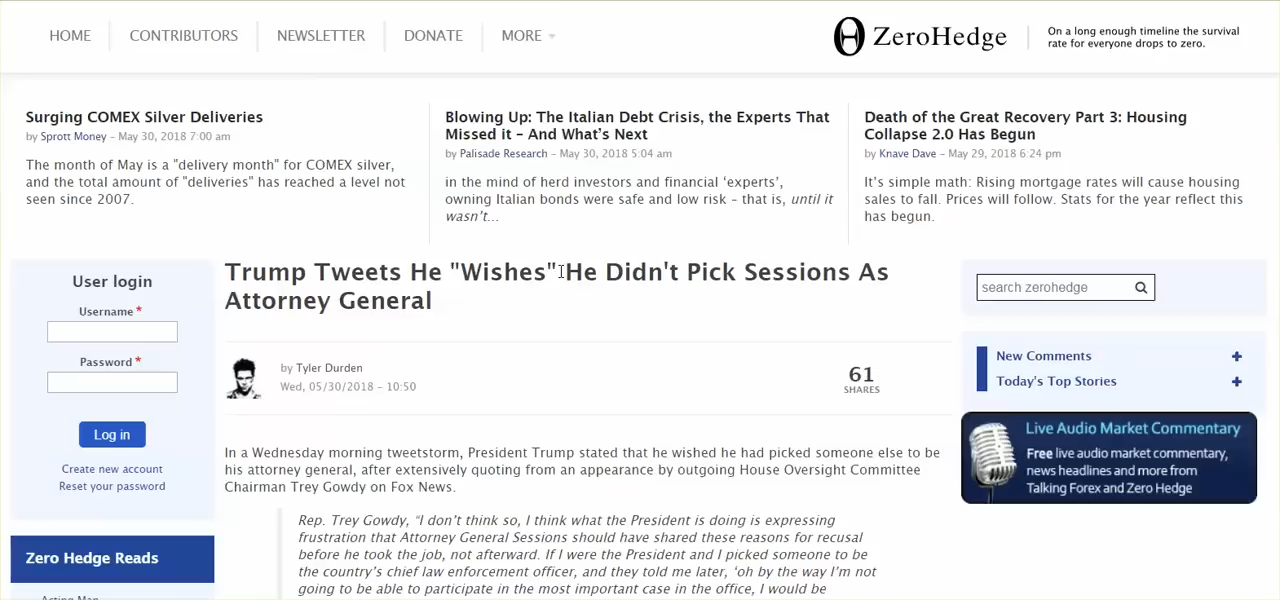 HOME
CONTRIBUTORS
NEWSLETTER
DONATE
MORE
ZeroHedge
On a long enough timeline the survival
rate for everyone drops to zero.
Surging COMEX Silver Deliveries
by Sprott Money – May 30, 2018 7:00 am
The month of May is a "delivery month" for COMEX silver,
and the total amount of "deliveries" has reached a level not
seen since 2007.
Blowing Up: The Italian Debt Crisis, the Experts That
Missed it – And What's Next
by Palisade Research – May 30, 2018 5:04 am
in the mind of herd investors and financial 'experts',
owning Italian bonds were safe and low risk – that is, until it
wasn't...
Death of the Great Recovery Part 3: Housing
Collapse 2.0 Has Begun
by Knave Dave – May 29, 2018 6:24 pm
It's simple math: Rising mortgage rates will cause housing
sales to fall. Prices will follow. Stats for the year reflect this
has begun.
User login
Username *
Password *
Log in
Create new account
Reset your password
Zero Hedge Reads
Acting Man
Trump Tweets He "Wishes" He Didn't Pick Sessions As
Attorney General
by Tyler Durden
Wed, 05/30/2018 – 10:50
61
SHARES
In a Wednesday morning tweetstorm, President Trump stated that he wished he had picked someone else to be
his attorney general, after extensively quoting from an appearance by outgoing House Oversight Committee
Chairman Trey Gowdy on Fox News.
Rep. Trey Gowdy, “I don’t think so, I think what the President is doing is expressing
frustration that Attorney General Sessions should have shared these reasons for recusal
before he took the job, not afterward. If I were the President and I picked someone to be
the country’s chief law enforcement officer, and they told me later, ‘oh by the way I’m not
going to be able to participate in the most important case in the office, I would be
search zerohedge
New Comments
Today's Top Stories
Live Audio Market Commentary
Free live audio market commentary,
news headlines and more from
Talking Forex and Zero Hedge